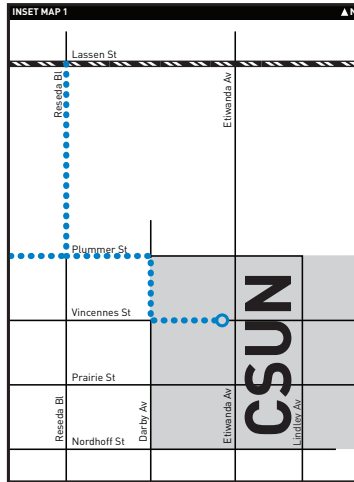 INSET MAP 1
▲N
Lassen St
Reseda Bl
Etiwanda Av
Plummer St
Vincennes St
CSUN
Prairie St
Reseda Bl
Darby Av
Etiwanda Av
Lindley Av
Nordhoff St